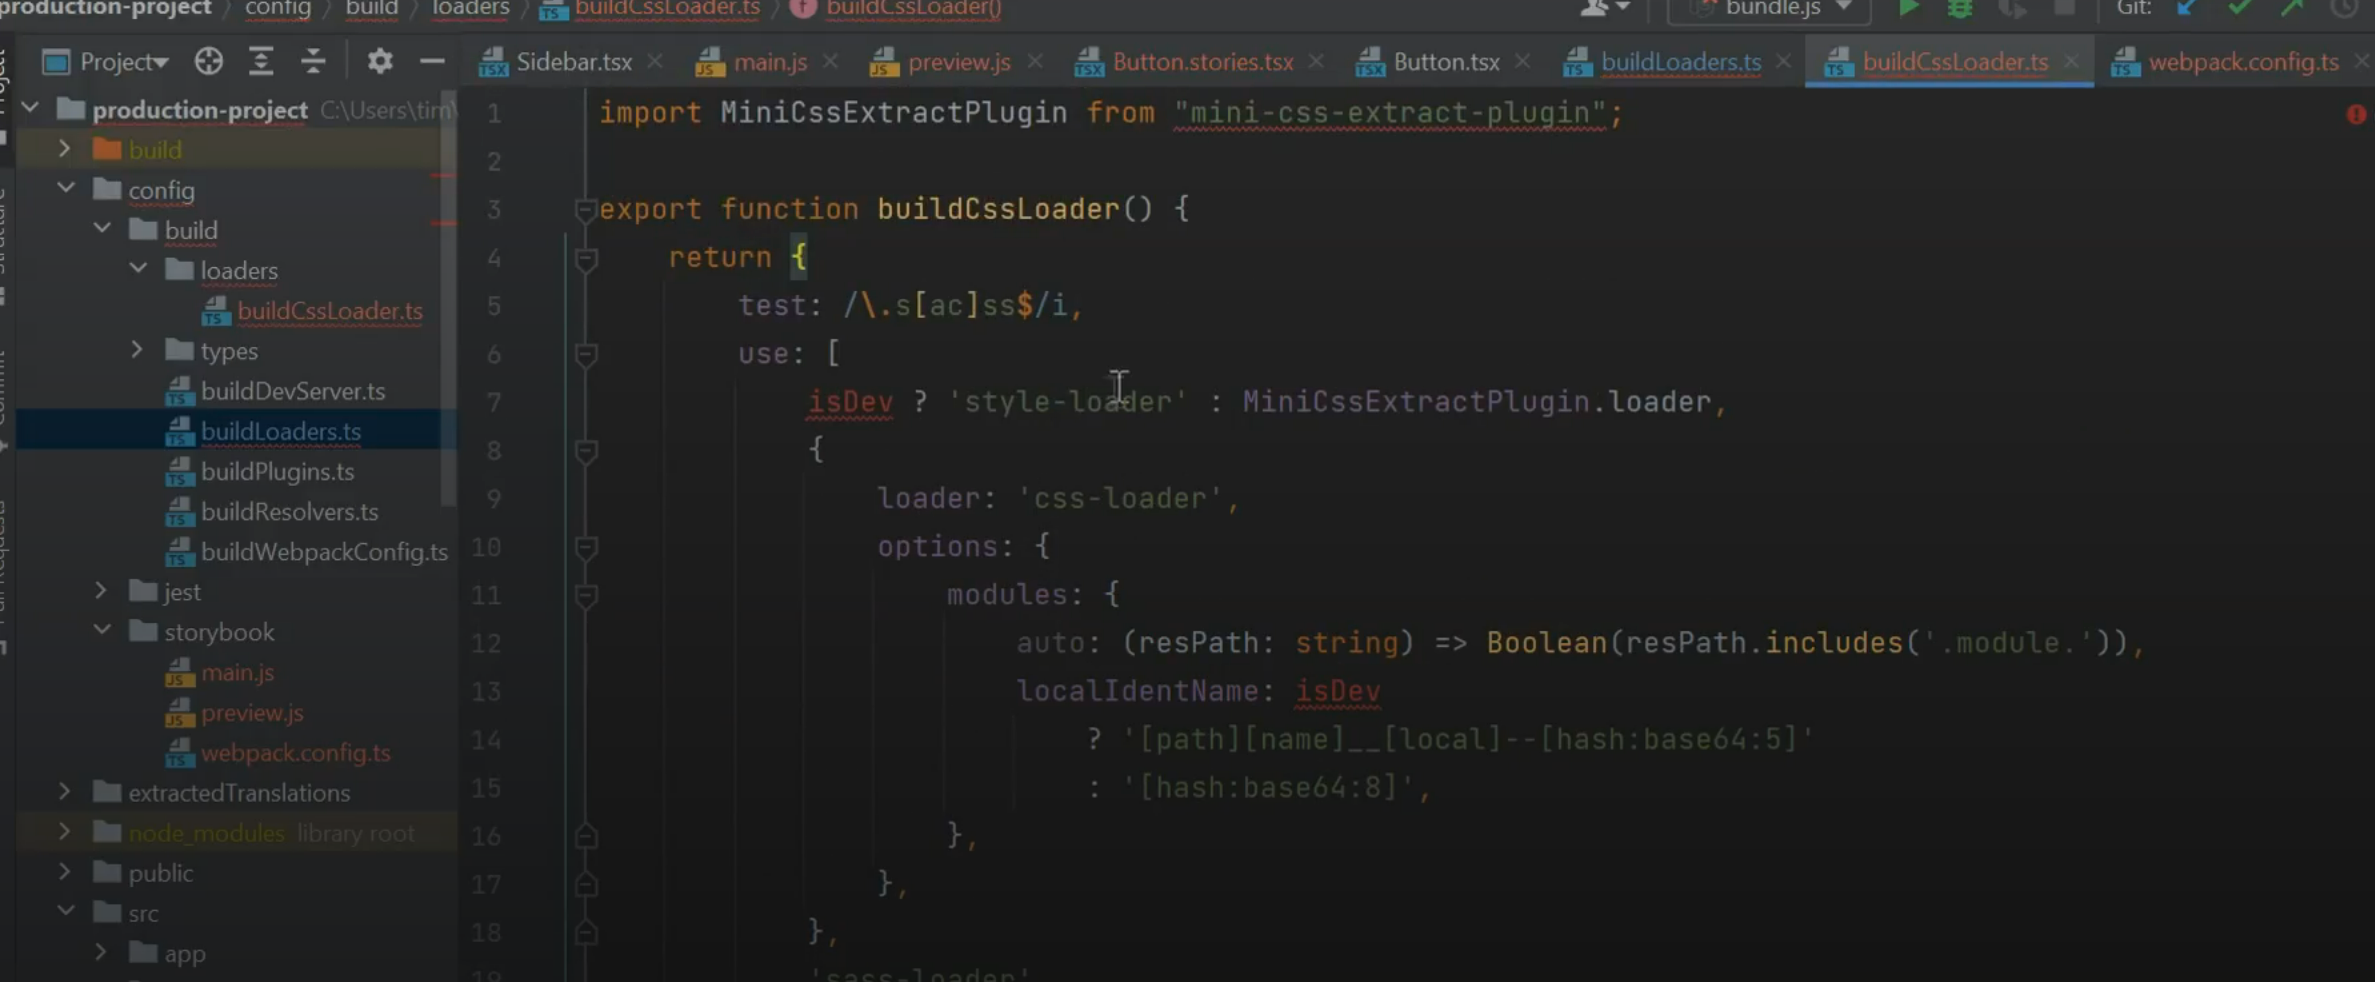 production-project config build loaders buildCssLoader.ts buildCssLoader() bundle.js Git:
Project
Sidebar.tsx main.js preview.js Button.stories.tsx Button.tsx buildLoaders.ts buildCssLoader.ts webpack.config.ts
production-project C:\Users\tim\
build
config
build
loaders
buildCssLoader.ts
types
buildDevServer.ts
buildLoaders.ts
buildPlugins.ts
buildResolvers.ts
buildWebpackConfig.ts
jest
storybook
main.js
preview.js
webpack.config.ts
extractedTranslations
node_modules library root
public
src
app
1 import MiniCssExtractPlugin from "mini-css-extract-plugin";
2
3 export function buildCssLoader() {
4 return {
5 test: /\.s[ac]ss$/i,
6 use: [
7 isDev ? 'style-loader' : MiniCssExtractPlugin.loader,
8 {
9 loader: 'css-loader',
10 options: {
11 modules: {
12 auto: (resPath: string) => Boolean(resPath.includes('.module.')),
13 localIdentName: isDev
14 ? '[path][name]__[local]--[hash:base64:5]'
15 : '[hash:base64:8]',
16 },
17 },
18 },
19 'sass-loader'